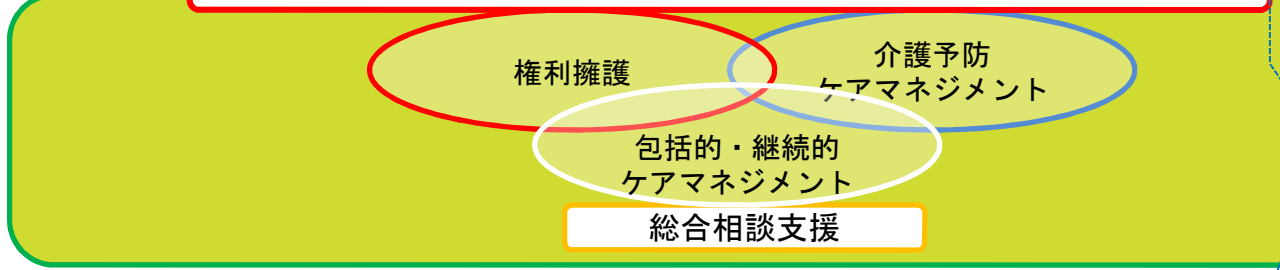 権利擁護
介護予防
ケアマネジメント
包括的・継続的
ケアマネジメント
総合相談支援